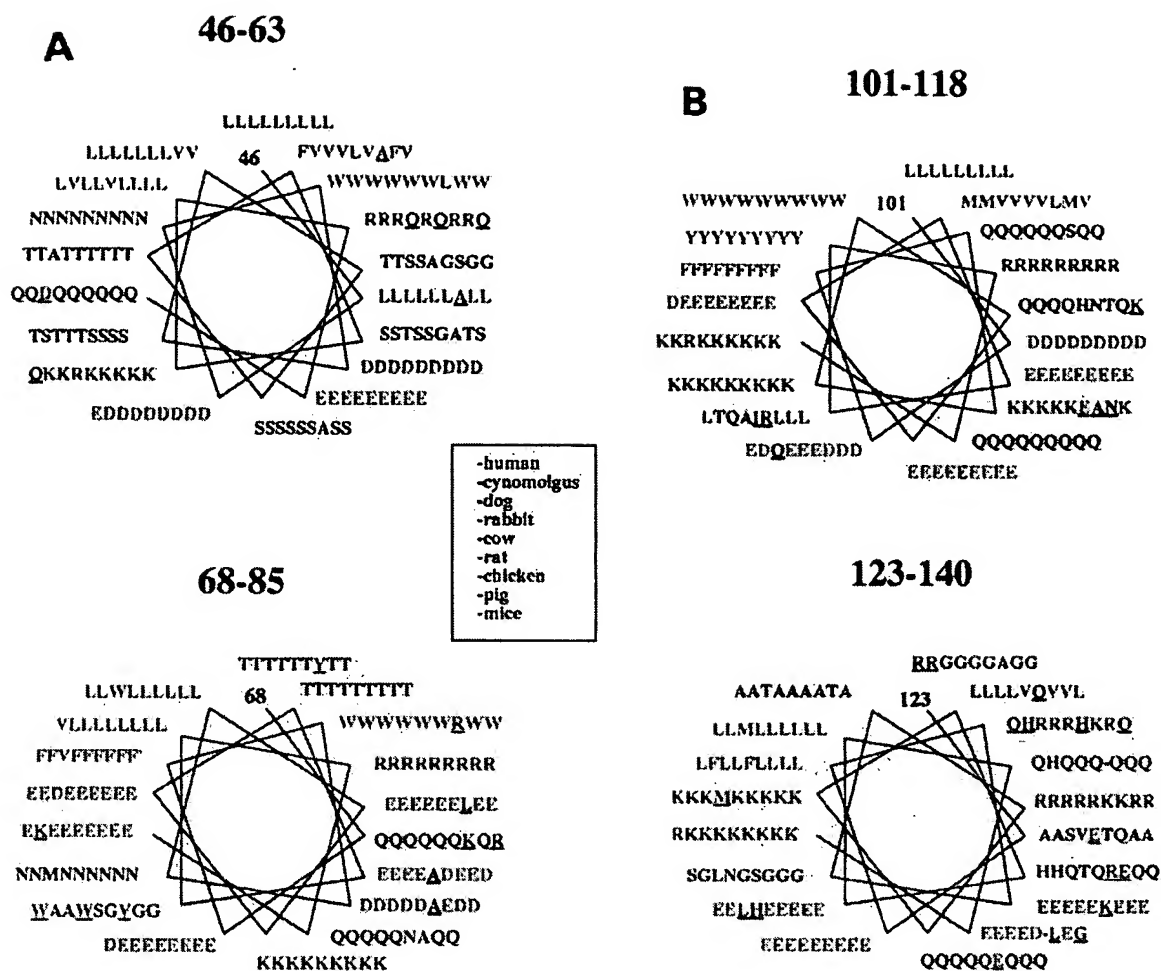 A
46-63
LLLLLLLLL
LLLLLLLVV
46
FVVVLVAFV
LVLLVLLLL
WWWWWWLWW
NNNNNNNNN
RRRQRQRRQ
TTATTTTTT
TTSSAGSGG
QQDQQQQQQ
LLLLLLALL
TSTTTSSSS
SSTSSGATS
QKKRKKKKK
DDDDDDDDD
EEEEEEEEE
EDDDDDDDD
SSSSSSASS
B
101-118
LLLLLLLLL
WWWWWWWWW
101
MMVVVVLMV
YYYYYYYYY
QQQQQQSQQ
FFFFFFFFF
RRRRRRRRR
DEEEEEEEE
QQQQHNTQK
KKRKKKKKK
DDDDDDDDD
EEEEEEEEE
KKKKKKKKK
KKKKKEANK
LTQAIRLLL
QQQQQQQQQ
EDQEEEDDD
EEEEEEEEE
-human
-cynomolgus
-dog
-rabbit
-cow
-rat
-chicken
-pig
-mice
68-85
TTTTTTYTT
LLWLLLLLL
68
TTTTTTTTT
VLLLLLLLL
WWWWWWRWW
FFVFFFFFF
RRRRRRRRR
EEDEEEEEE
EEEEEELEE
EKEEEEEEE
QQQQQQKQR
NNMNNNNNN
EEEEADEED
WAAWSGYGG
DDDDDAEDD
DEEEEEEEE
QQQQQNAQQ
KKKKKKKKK
123-140
RRGGGGAGG
AATAAAATA
123
LLLLVQVVL
LLMLLLLLL
QHRRRHKRQ
LFLLFLLLL
QHQQQ-QQQ
KKKMKKKKK
RRRRRKKRR
RKKKKKKKK
AASVETQAA
SGLNGSGGG
HHQTQREQQ
EELHEEEEE
EEEEEKEEE
EEEEEEEEE
EEEED-LEG
QQQQQEQQQ